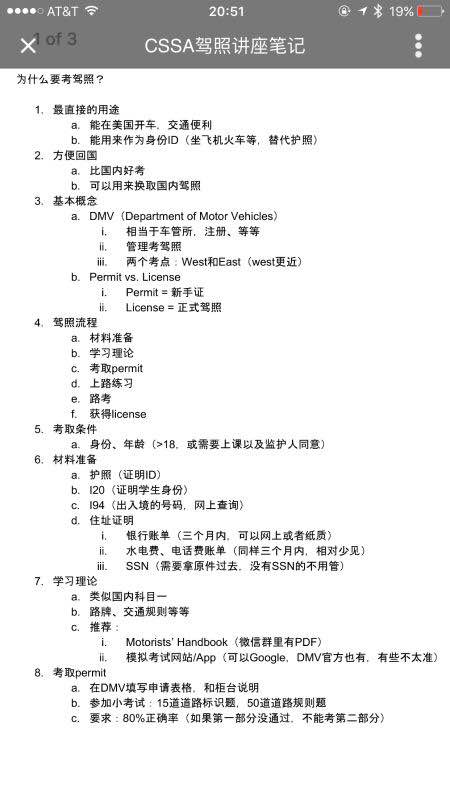 AT&T 20:51 19%
1 of 3 CSSA驾照讲座笔记
为什么要考驾照？
1. 最直接的用途
a. 能在美国开车，交通便利
b. 能用来作为身份ID（坐飞机火车等，替代护照）
2. 方便回国
a. 比国内好考
b. 可以用来换取国内驾照
3. 基本概念
a. DMV（Department of Motor Vehicles）
i. 相当于车管所，注册、等等
ii. 管理考驾照
iii. 两个考点：West和East（west更近）
b. Permit vs. License
i. Permit = 新手证
ii. License = 正式驾照
4. 驾照流程
a. 材料准备
b. 学习理论
c. 考取permit
d. 上路练习
e. 路考
f. 获得license
5. 考取条件
a. 身份、年龄（>18，或需要上课以及监护人同意）
6. 材料准备
a. 护照（证明ID）
b. I20（证明学生身份）
c. I94（出入境的号码，网上查询）
d. 住址证明
i. 银行账单（三个月内，可以网上或者纸质）
ii. 水电费、电话费账单（同样三个月内，相对少见）
iii. SSN（需要拿原件过去，没有SSN的不用管）
7. 学习理论
a. 类似国内科目一
b. 路牌、交通规则等等
c. 推荐：
i. Motorists’ Handbook（微信群里有PDF）
ii. 模拟考试网站/App（可以Google，DMV官方也有，有些不太准）
8. 考取permit
a. 在DMV填写申请表格，和柜台说明
b. 参加小考试：15道道路标识题，50道道路规则题
c. 要求：80%正确率（如果第一部分没通过，不能考第二部分）